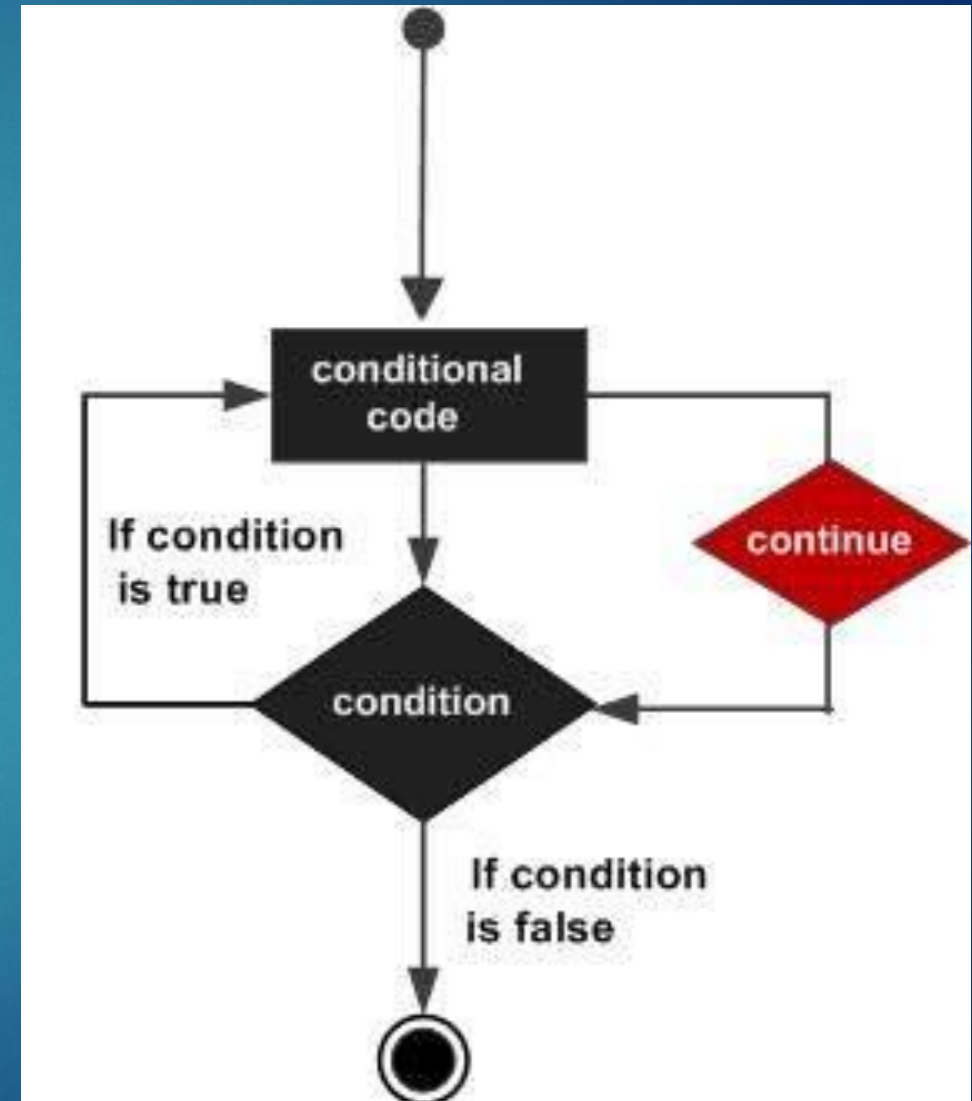 conditional
code
If condition
is true
continue
condition
If condition
is false